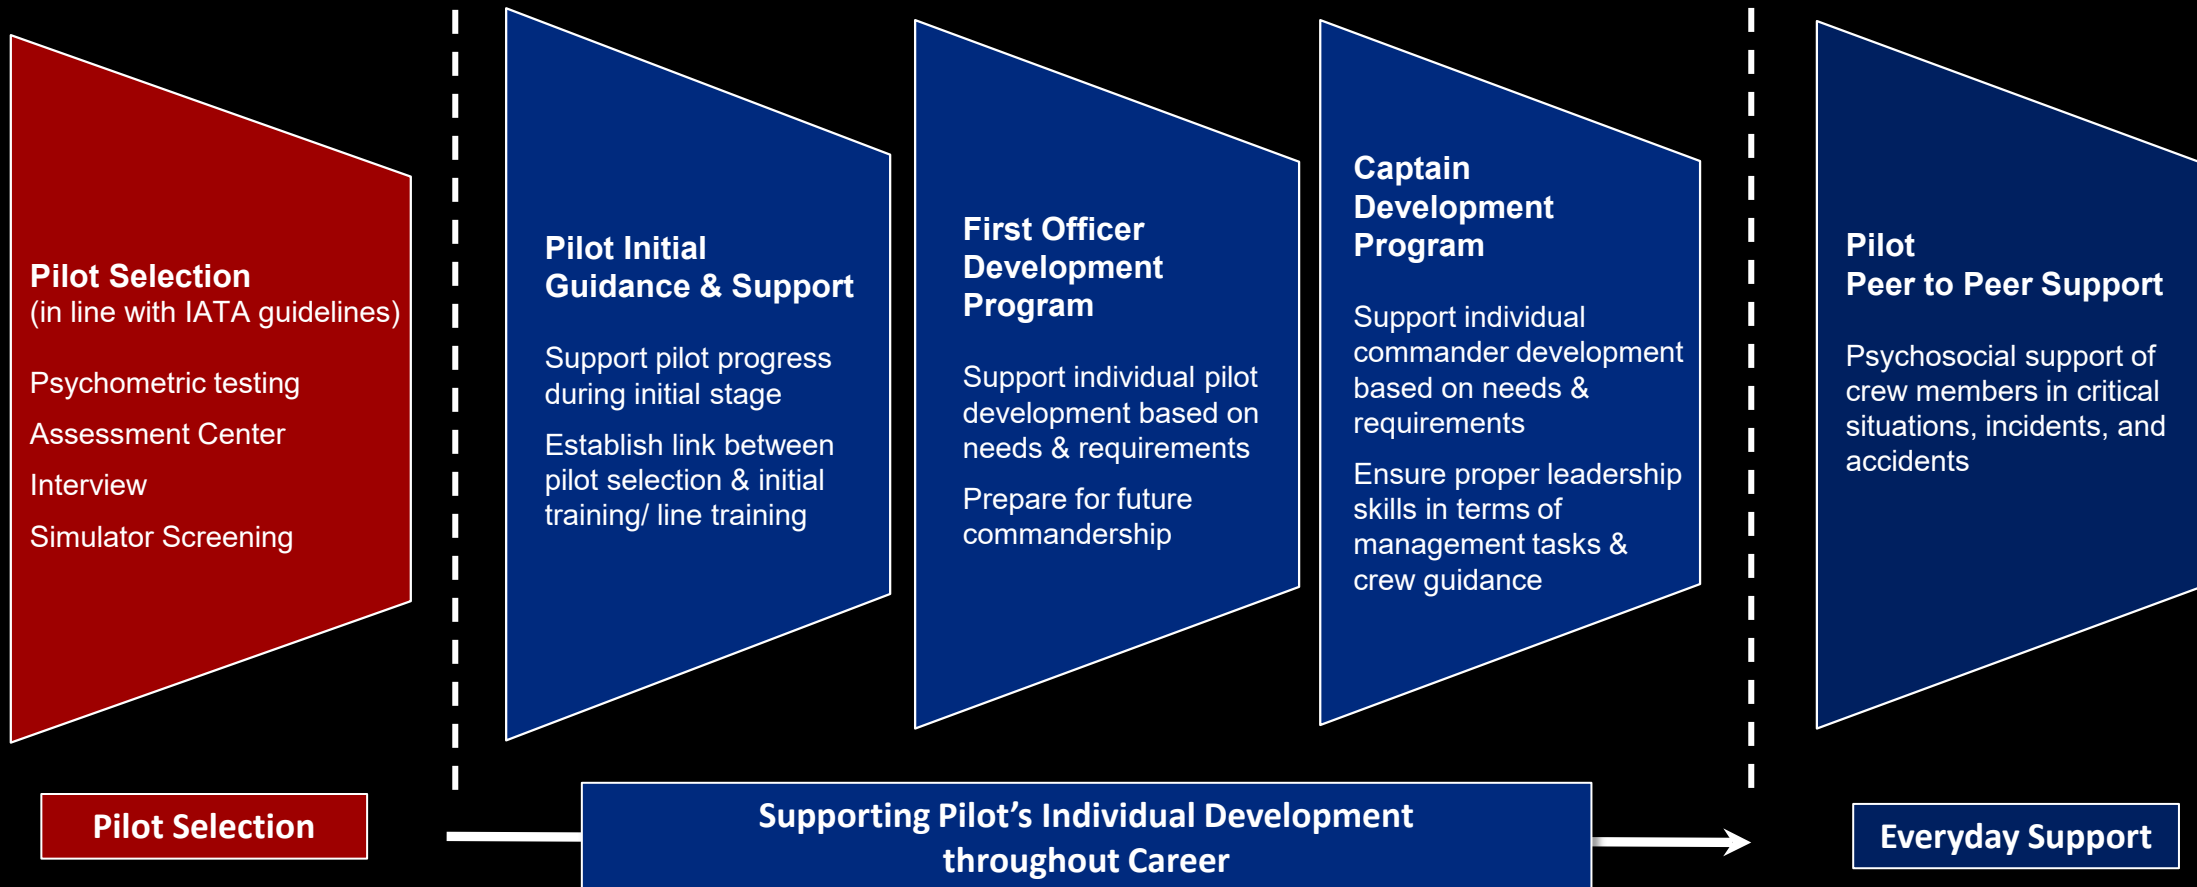 Pilot Selection
(in line with IATA guidelines)
Psychometric testing
Assessment Center
Interview
Simulator Screening
Pilot Initial
Guidance & Support
Support pilot progress
during initial stage
Establish link between
pilot selection & initial
training/ line training
First Officer
Development
Program
Support individual pilot
development based on
needs & requirements
Prepare for future
commandership
Captain
Development
Program
Support individual
commander development
based on needs &
requirements
Ensure proper leadership
skills in terms of
management tasks &
crew guidance
Pilot
Peer to Peer Support
Psychosocial support of
crew members in critical
situations, incidents, and
accidents
Pilot Selection
Supporting Pilot’s Individual Development
throughout Career
Everyday Support